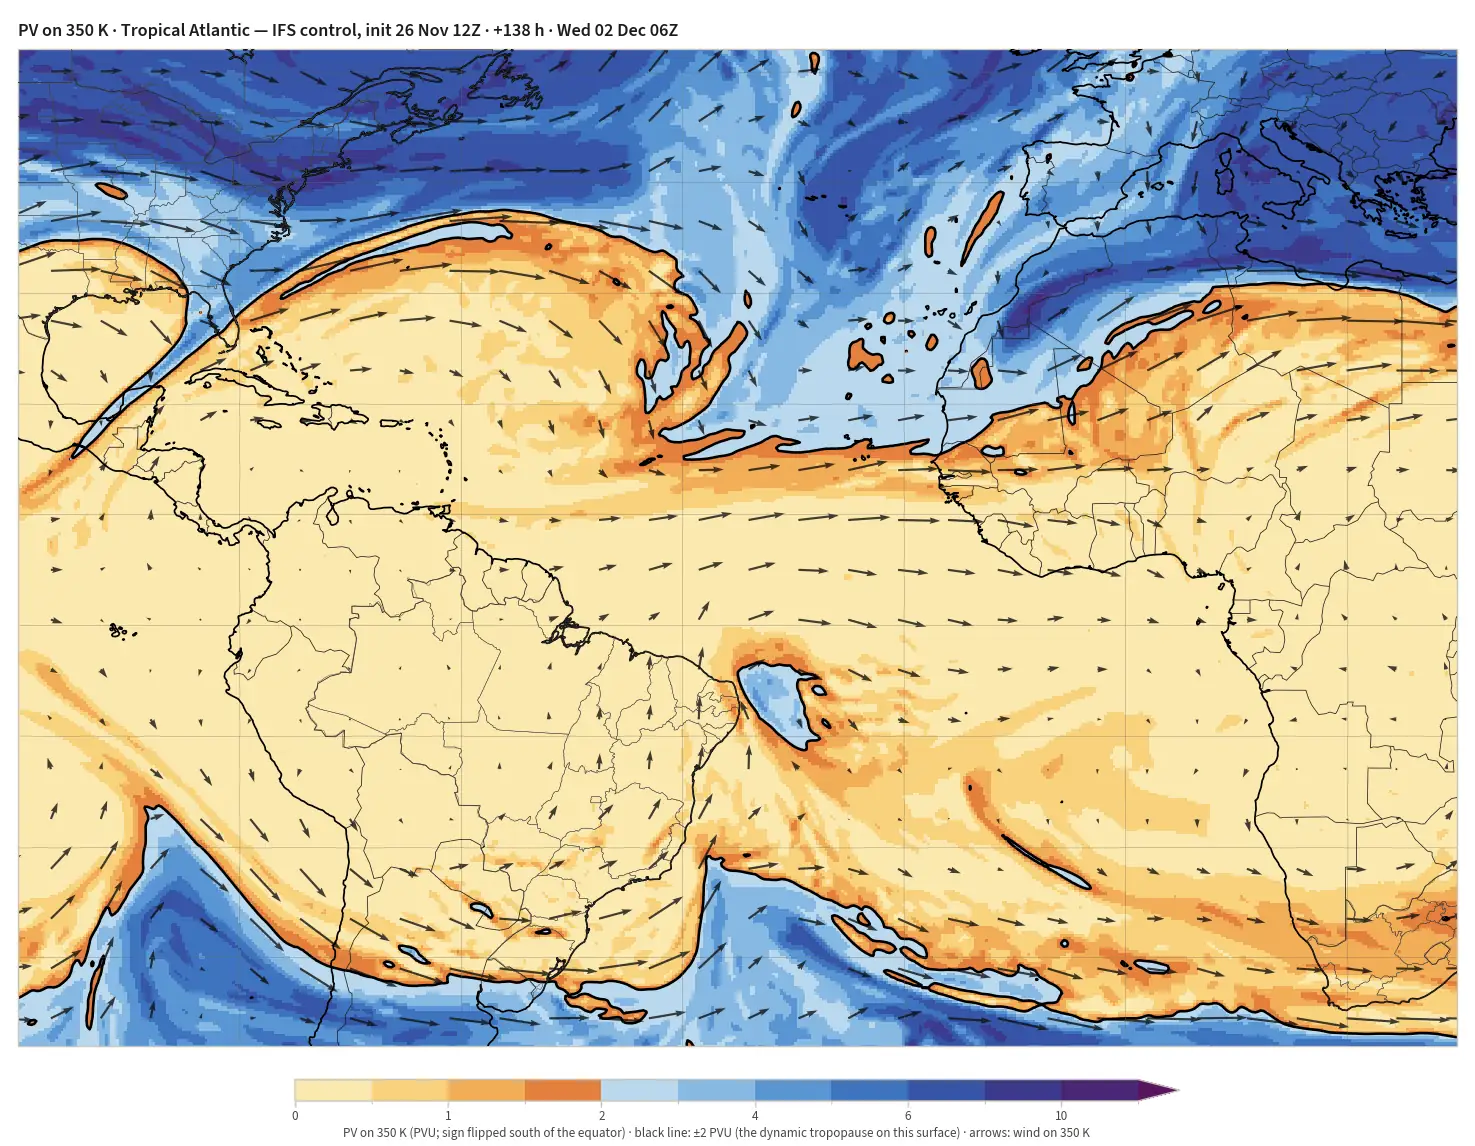 PV on 350 K · Tropical Atlantic — IFS control, init 26 Nov 12Z · +138 h · Wed 02 Dec 06Z
0 1 2 4 6 10
PV on 350 K (PVU; sign flipped south of the equator) · black line: ±2 PVU (the dynamic tropopause on this surface) · arrows: wind on 350 K